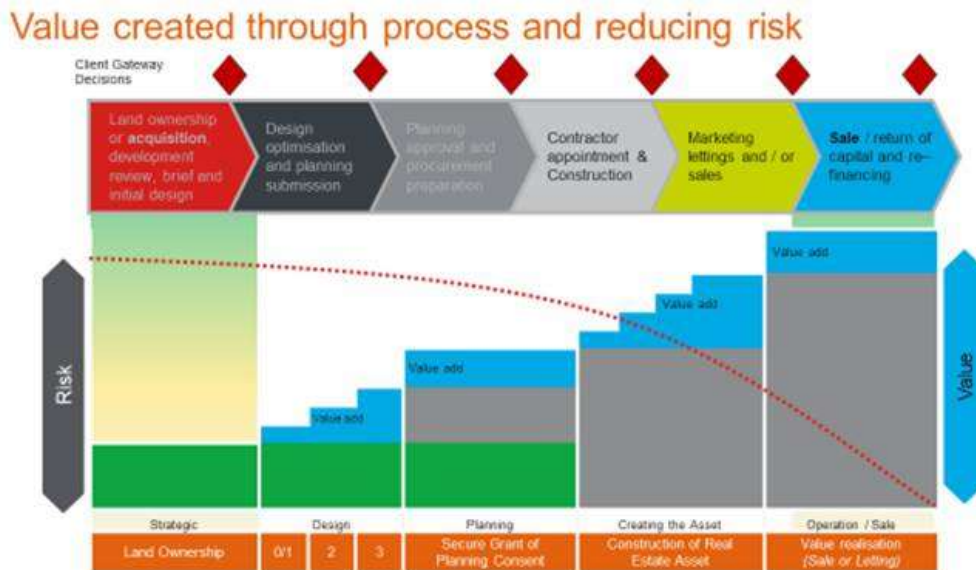 Value created through process and reducing risk
Client Gateway
Decisions
Land ownership
or acquisition,
development
review, brief and
initial design
Design
optimisation
and planning
submission
Planning
approval and
procurement
preparation
Contractor
appointment &
Construction
Marketing
lettings and / or
sales
Sale / return of
capital and re-
financing
Risk
Value add
Value add
Value add
Value add
Value
Strategic
Design
Planning
Creating the Asset
Operation / Sale
Land Ownership
0/1
2
3
Secure Grant of
Planning Consent
Construction of Real
Estate Asset
Value realisation
(Sale or Letting)